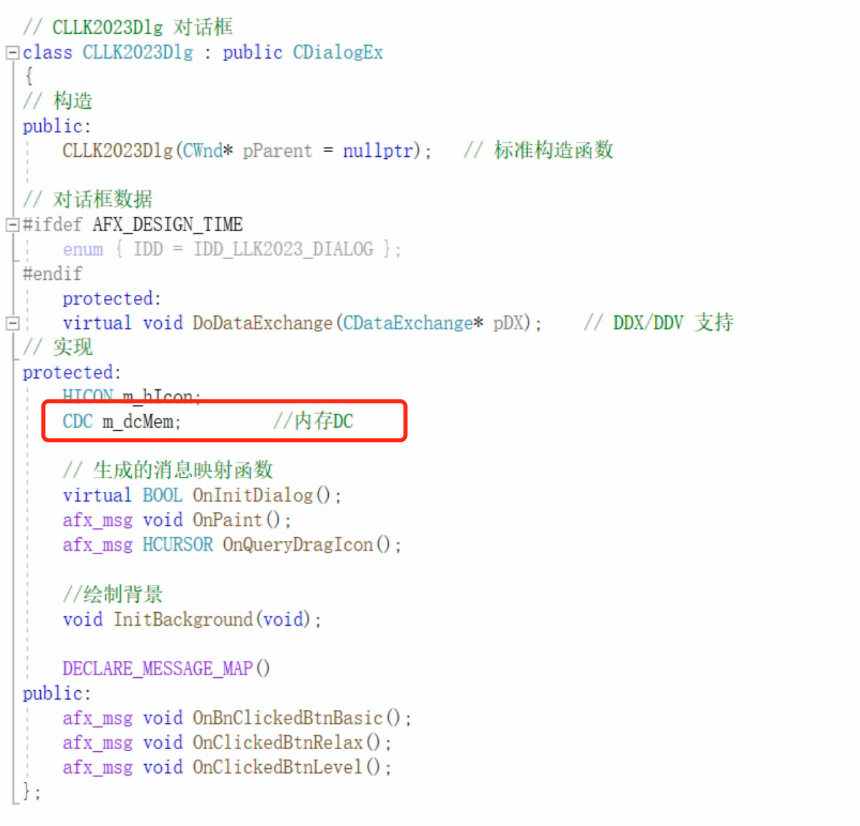 // CLLK2023Dlg 对话框
class CLLK2023Dlg : public CDialogEx
{
// 构造
public:
CLLK2023Dlg(CWnd* pParent = nullptr); // 标准构造函数
// 对话框数据
#ifdef AFX_DESIGN_TIME
enum { IDD = IDD_LLK2023_DIALOG };
#endif
protected:
virtual void DoDataExchange(CDataExchange* pDX); // DDX/DDV 支持
// 实现
protected:
HICON m_hIcon;
CDC m_dcMem; //内存DC
// 生成的消息映射函数
virtual BOOL OnInitDialog();
afx_msg void OnPaint();
afx_msg HCURSOR OnQueryDragIcon();
//绘制背景
void InitBackground(void);
DECLARE_MESSAGE_MAP()
public:
afx_msg void OnBnClickedBtnBasic();
afx_msg void OnClickedBtnRelax();
afx_msg void OnClickedBtnLevel();
};